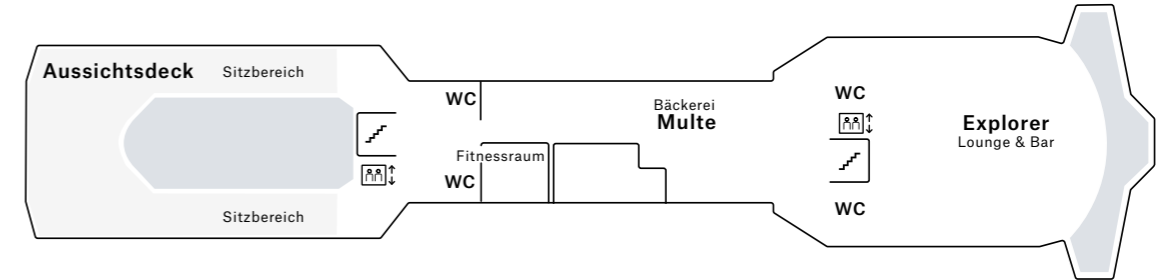 Aussichtsdeck
Sitzbereich
Sitzbereich
WC
Fitnessraum
WC
Bäckerei
Multe
WC
WC
Explorer
Lounge & Bar